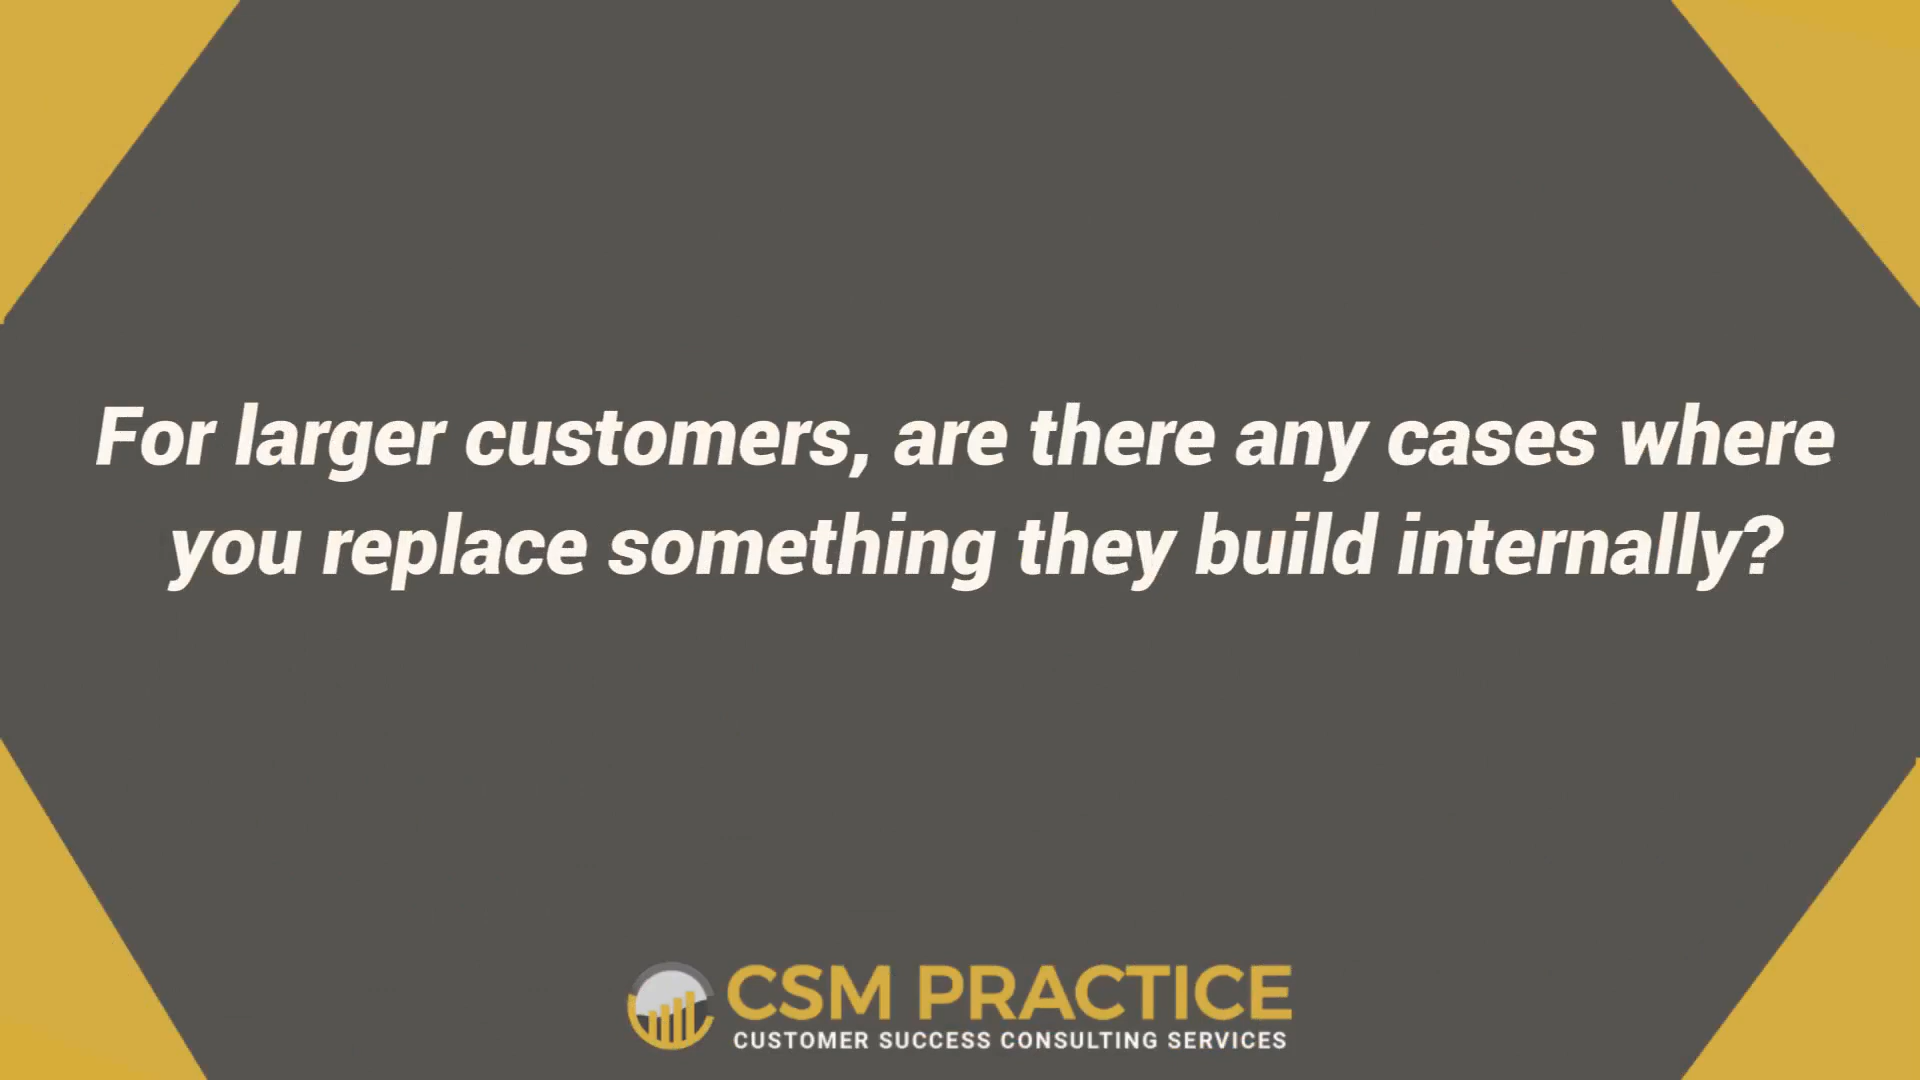 For larger customers, are there any cases where
you replace something they build internally?
CSM PRACTICE
CUSTOMER SUCCESS CONSULTING SERVICES